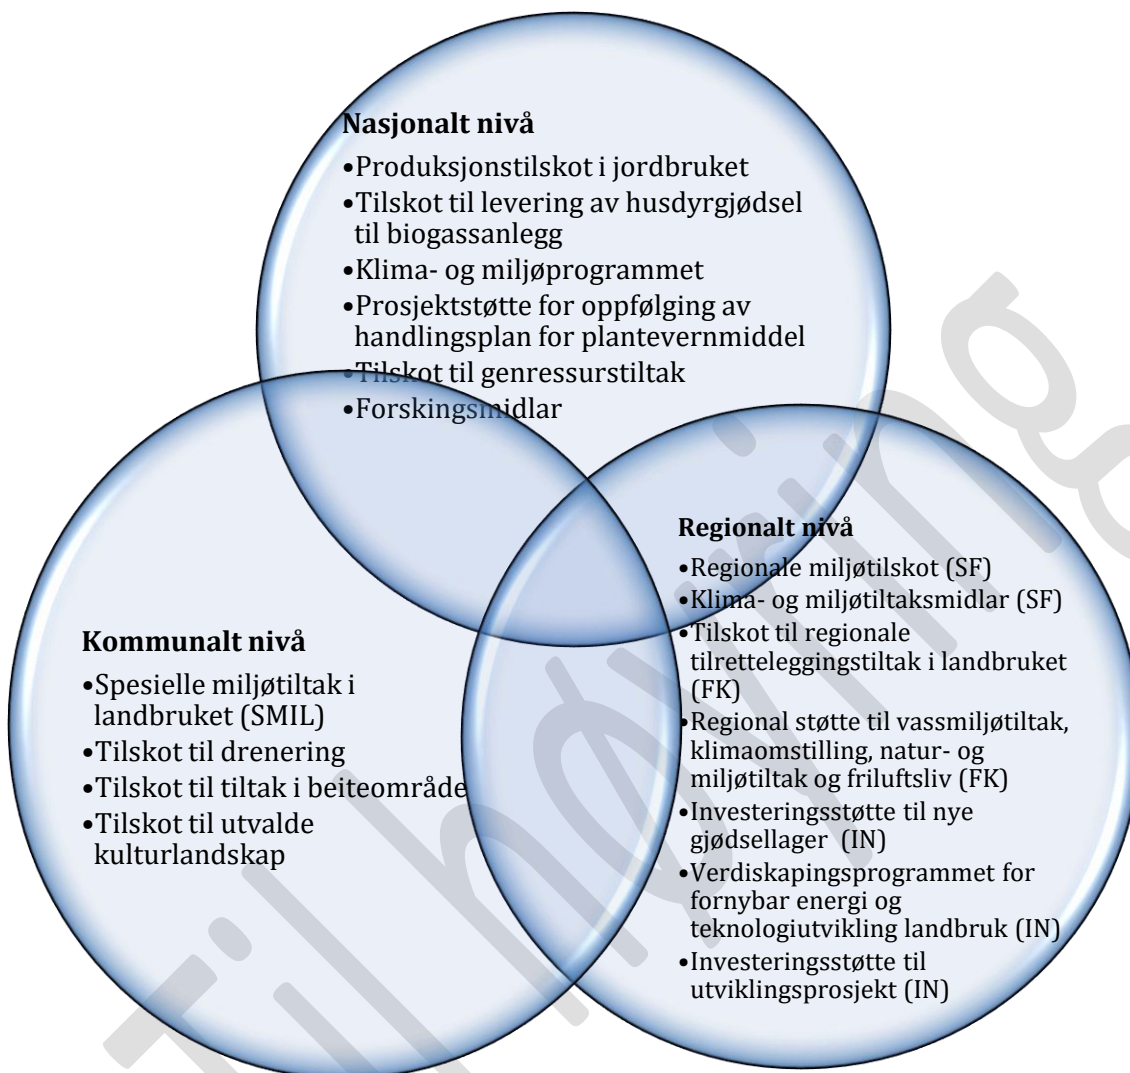 Nasjonalt nivå
•Produksjonstilskot i jordbruket
•Tilskot til levering av husdyrgjødsel
til biogassanlegg
•Klima- og miljøprogrammet
•Prosjektstøtte for oppfølging av
handlingsplan for plantevernmiddel
•Tilskot til genressurstiltak
•Forskingsmidlar
Regionalt nivå
•Regionale miljøtilskot (SF)
•Klima- og miljøtiltaksmidlar (SF)
•Tilskot til regionale
tilretteleggingstiltak i landbruket
(FK)
•Regional støtte til vassmiljøtiltak,
klimaomstilling, natur- og
miljøtiltak og friluftsliv (FK)
•Investeringsstøtte til nye
gjødsellager (IN)
•Verdiskapingsprogrammet for
fornybar energi og
teknologiutvikling landbruk (IN)
•Investeringsstøtte til
utviklingsprosjekt (IN)
Kommunalt nivå
•Spesielle miljøtiltak i
landbruket (SMIL)
•Tilskot til drenering
•Tilskot til tiltak i beiteområde
•Tilskot til utvalde
kulturlandskap
Til høyring